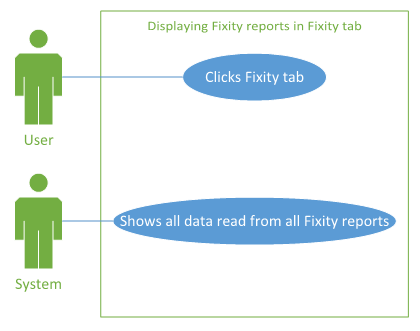 Displaying Fixity reports in Fixity tab
Clicks Fixity tab
User
Shows all data read from all Fixity reports
System